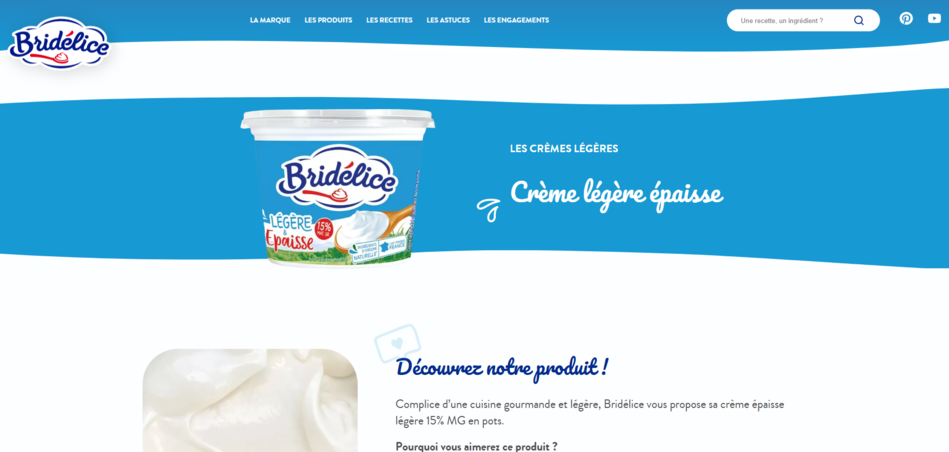 LA MARQUE LES PRODUITS LES RECETTES LES ASTUCES LES ENGAGEMENTS
Une recette, un ingrédient ?
Bridélice
LES CRÈMES LÉGÈRES
Crème légère épaisse
Bridélice
LÉGÈRE
&
Epaisse
15%
NATURELLE
FRANCE
Découvrez notre produit !
Complice d'une cuisine gourmande et légère, Bridélice vous propose sa crème épaisse
légère 15% MG en pots.
Pourquoi vous aimerez ce produit ?